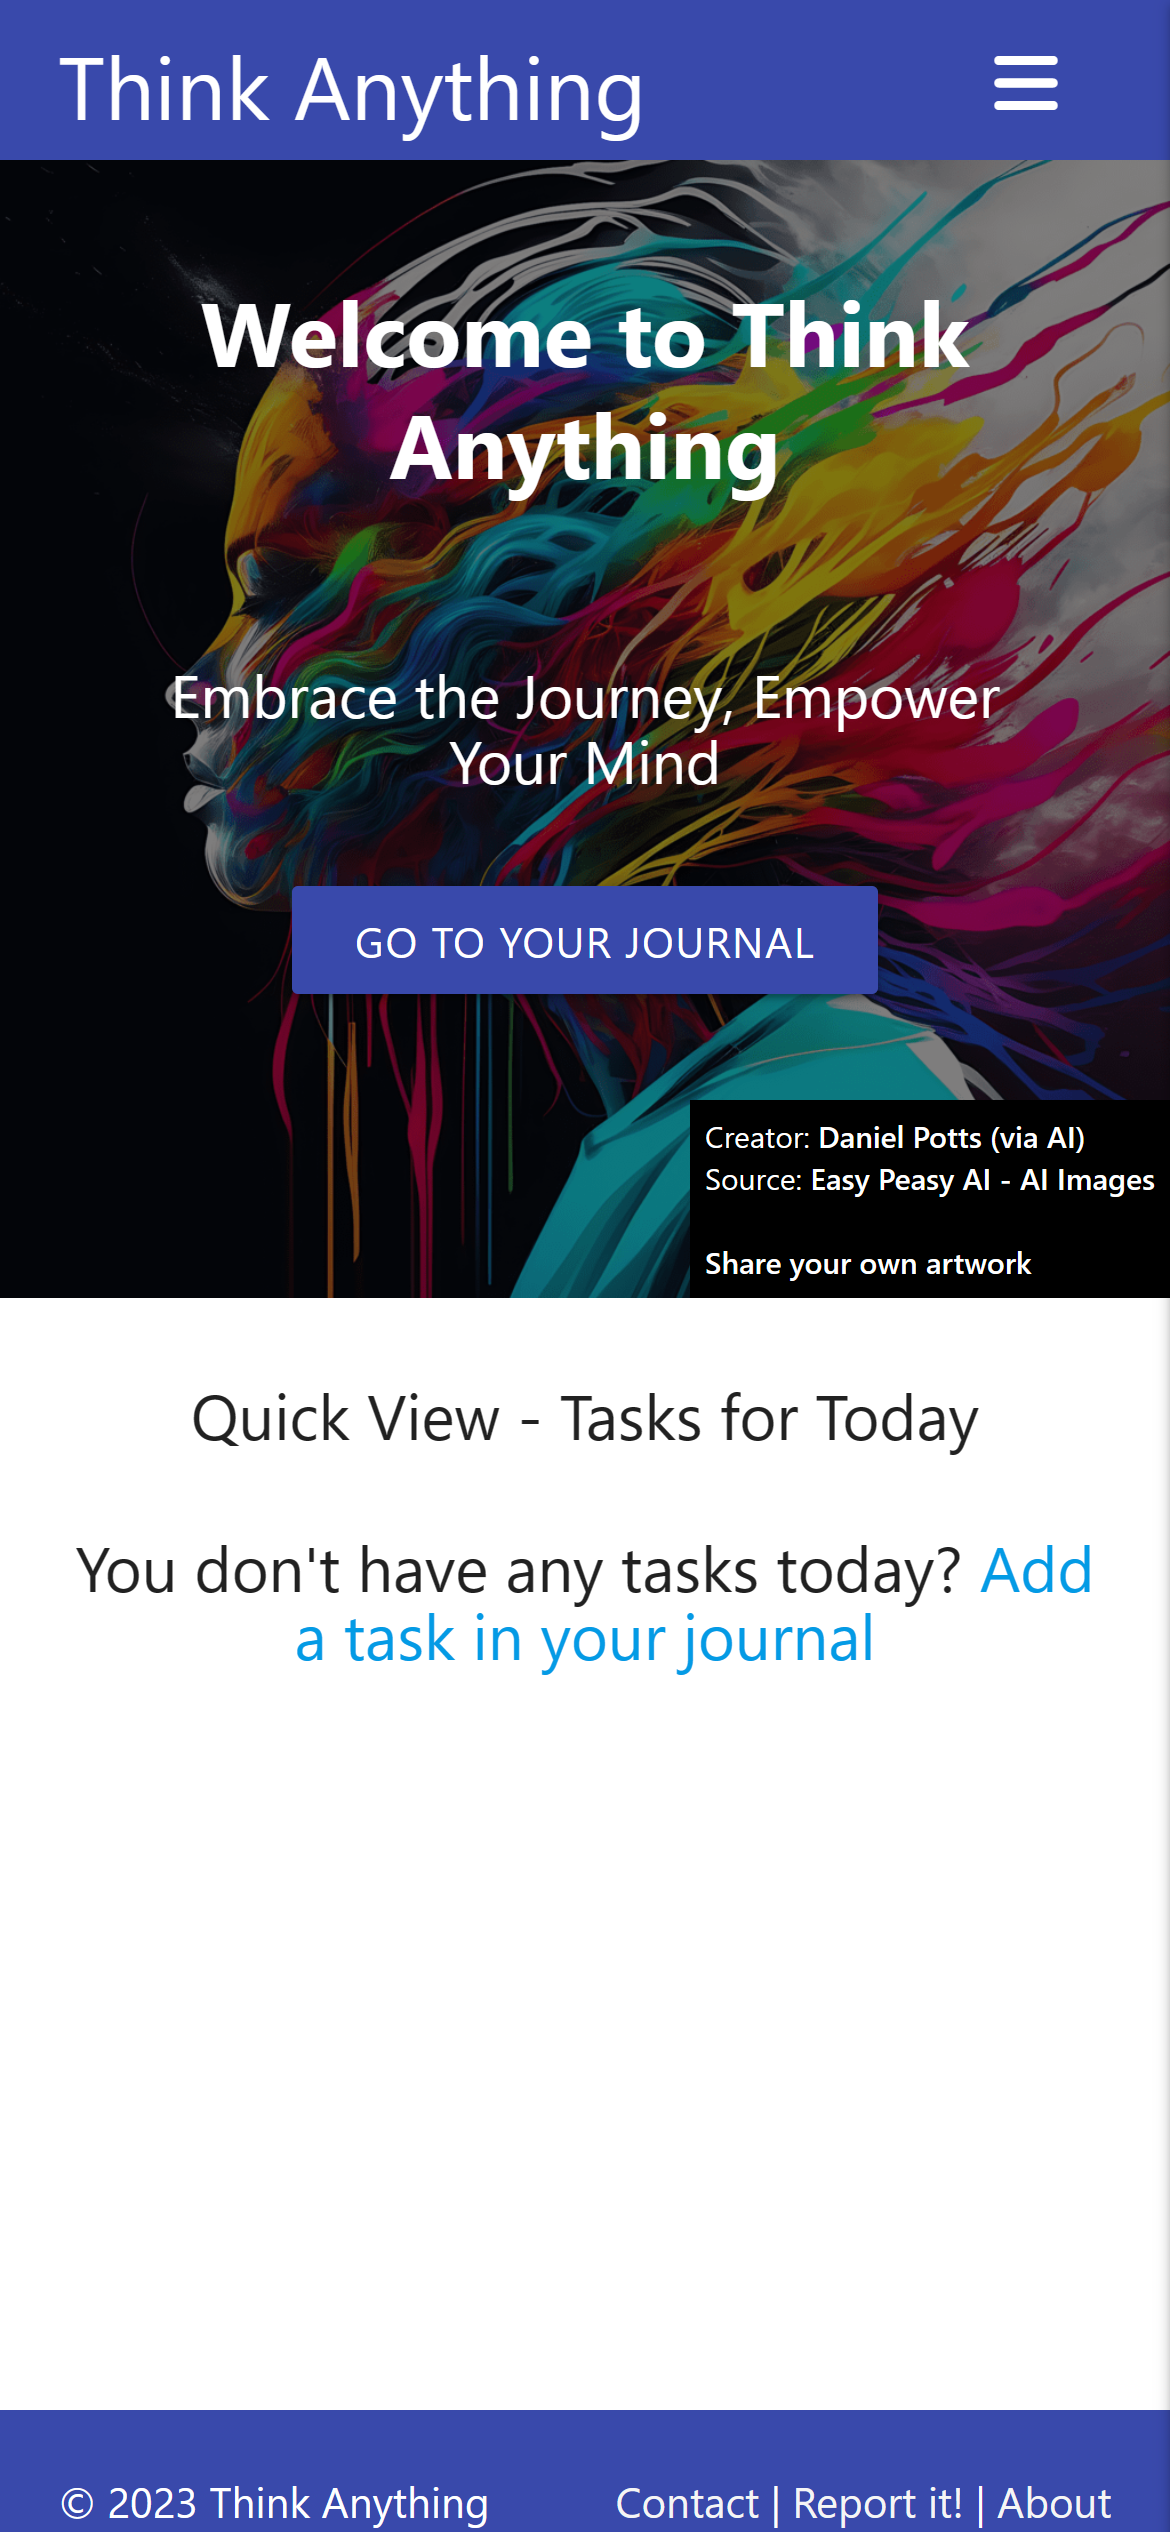 Think Anything
Welcome to Think
Anything
Embrace the Journey, Empower
Your Mind
GO TO YOUR JOURNAL
Creator: Daniel Potts (via AI)
Source: Easy Peasy AI - AI Images
Share your own artwork
Quick View - Tasks for Today
You don't have any tasks today? Add
a task in your journal
© 2023 Think Anything
Contact | Report it! | About